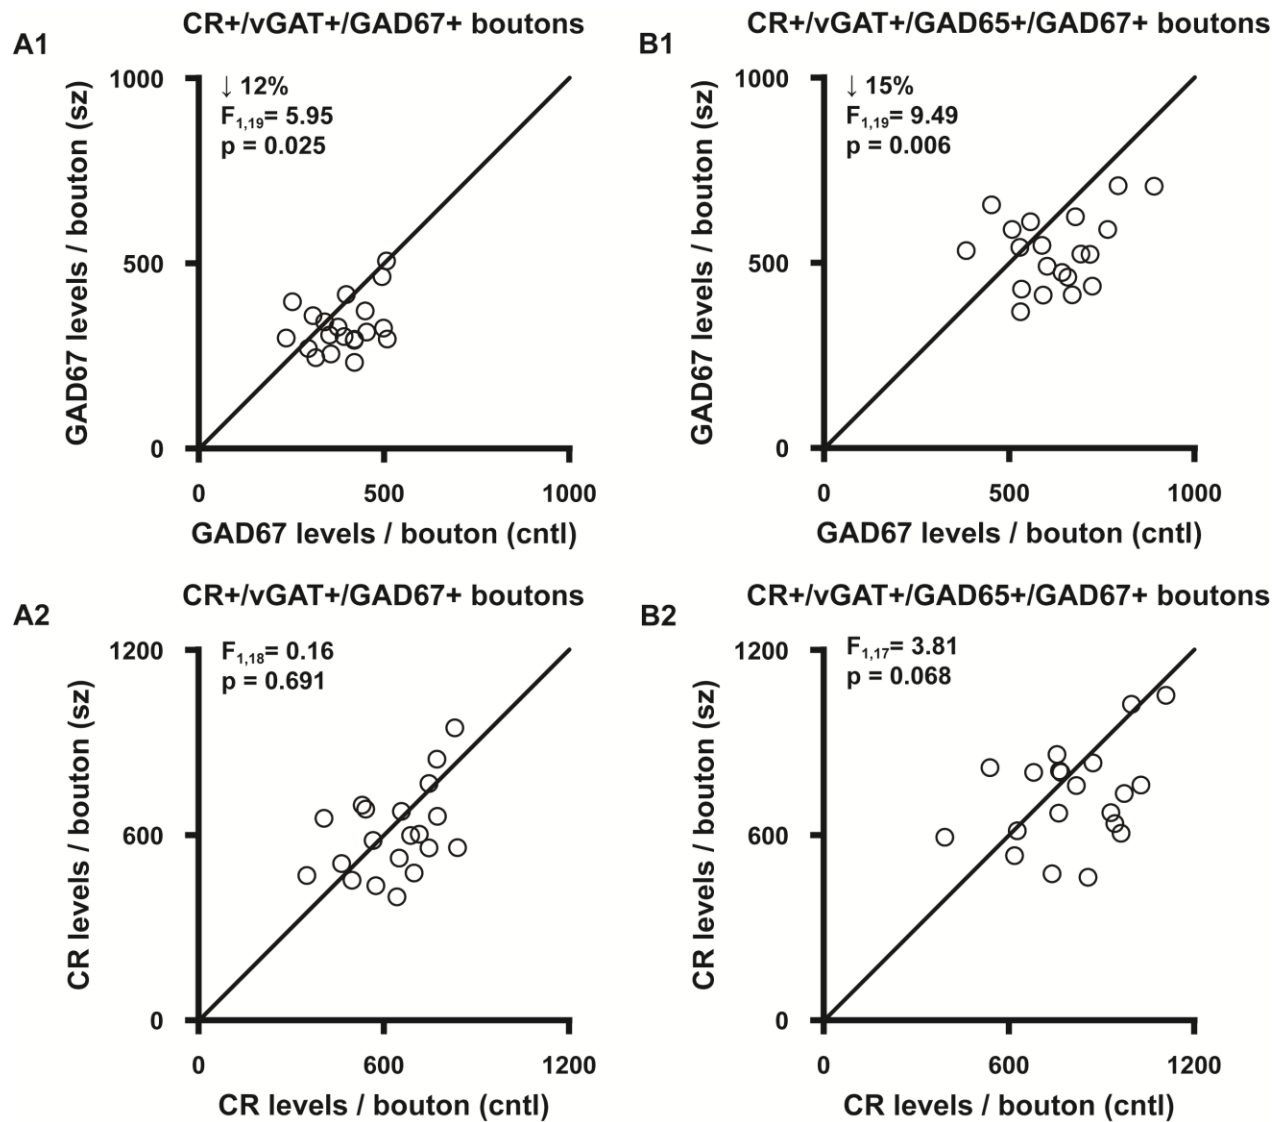 A1
CR+/vGAT+/GAD67+ boutons
↓ 12%
F1,19= 5.95
p = 0.025
1000
500
0
GAD67 levels / bouton (sz)
0 500 1000
GAD67 levels / bouton (cntl)
B1
CR+/vGAT+/GAD65+/GAD67+ boutons
↓ 15%
F1,19= 9.49
p = 0.006
1000
500
0
GAD67 levels / bouton (sz)
0 500 1000
GAD67 levels / bouton (cntl)
A2
CR+/vGAT+/GAD67+ boutons
F1,18= 0.16
p = 0.691
1200
600
0
CR levels / bouton (sz)
0 600 1200
CR levels / bouton (cntl)
B2
CR+/vGAT+/GAD65+/GAD67+ boutons
F1,17= 3.81
p = 0.068
1200
600
0
CR levels / bouton (sz)
0 600 1200
CR levels / bouton (cntl)